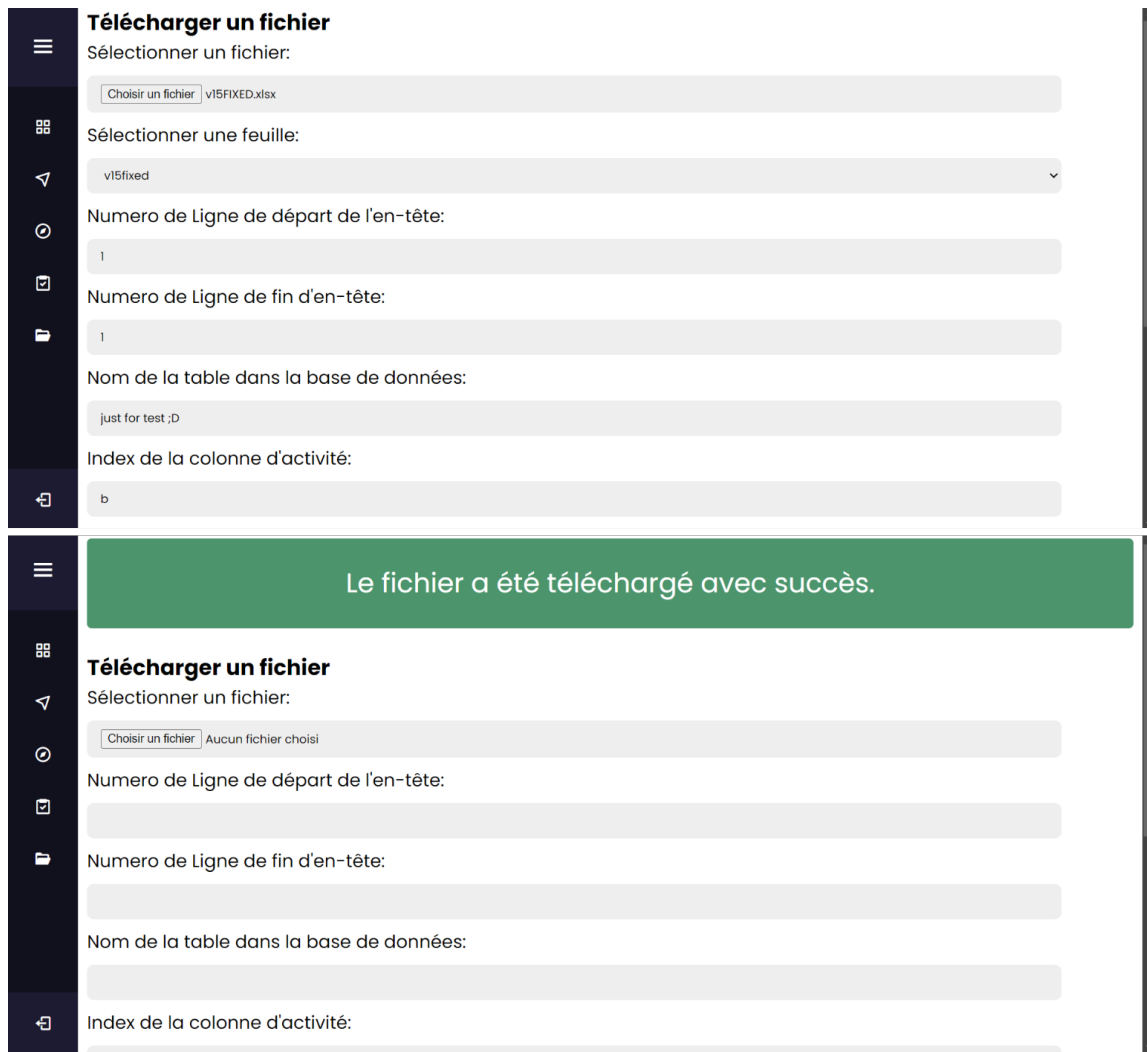 Télécharger un fichier
Sélectionner un fichier:
Choisir un fichier v15FIXED.xlsx
Sélectionner une feuille:
v15fixed
Numero de Ligne de départ de l'en-tête:
1
Numero de Ligne de fin d'en-tête:
1
Nom de la table dans la base de données:
just for test ;D
Index de la colonne d'activité:
b
Le fichier a été téléchargé avec succès.
Télécharger un fichier
Sélectionner un fichier:
Choisir un fichier Aucun fichier choisi
Numero de Ligne de départ de l'en-tête:
Numero de Ligne de fin d'en-tête:
Nom de la table dans la base de données:
Index de la colonne d'activité: